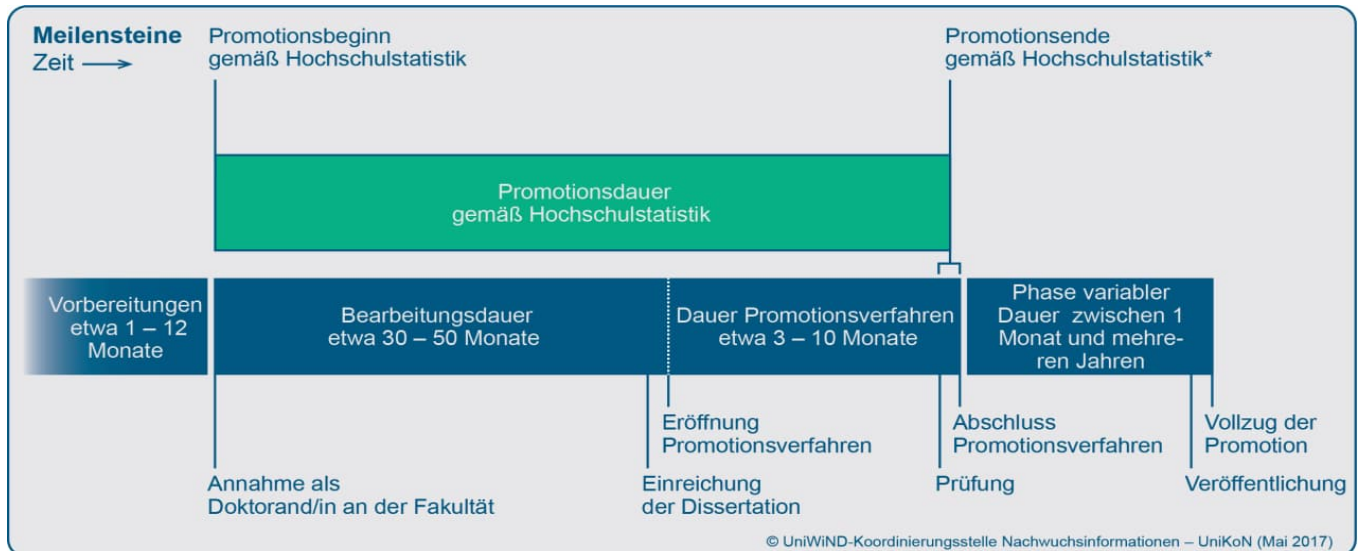 Meilensteine
Zeit →
Promotionsbeginn
gemäß Hochschulstatistik
Promotionsende
gemäß Hochschulstatistik*
Promotionsdauer
gemäß Hochschulstatistik
Vorbereitungen
etwa 1 – 12
Monate
Bearbeitungsdauer
etwa 30 – 50 Monate
Dauer Promotionsverfahren
etwa 3 – 10 Monate
Phase variabler
Dauer zwischen 1
Monat und mehre-
ren Jahren
Eröffnung
Promotionsverfahren
Abschluss
Promotionsverfahren
Vollzug der
Promotion
Annahme als
Doktorand/in an der Fakultät
Einreichung
der Dissertation
Prüfung
Veröffentlichung
© UniWiND-Koordinierungsstelle Nachwuchsinformationen – UniKoN (Mai 2017)